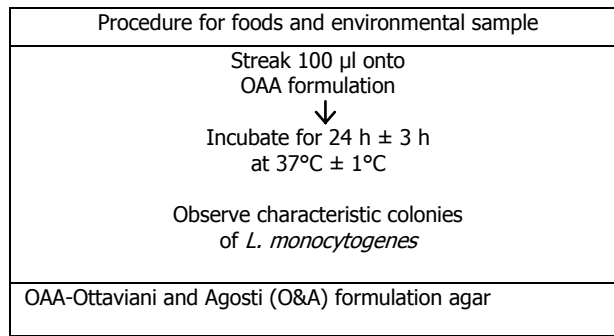 Procedure for foods and environmental sample
Streak 100 µl onto
OAA formulation
Incubate for 24 h ± 3 h
at 37°C ± 1°C
Observe characteristic colonies
of L. monocytogenes
OAA-Ottaviani and Agosti (O&A) formulation agar